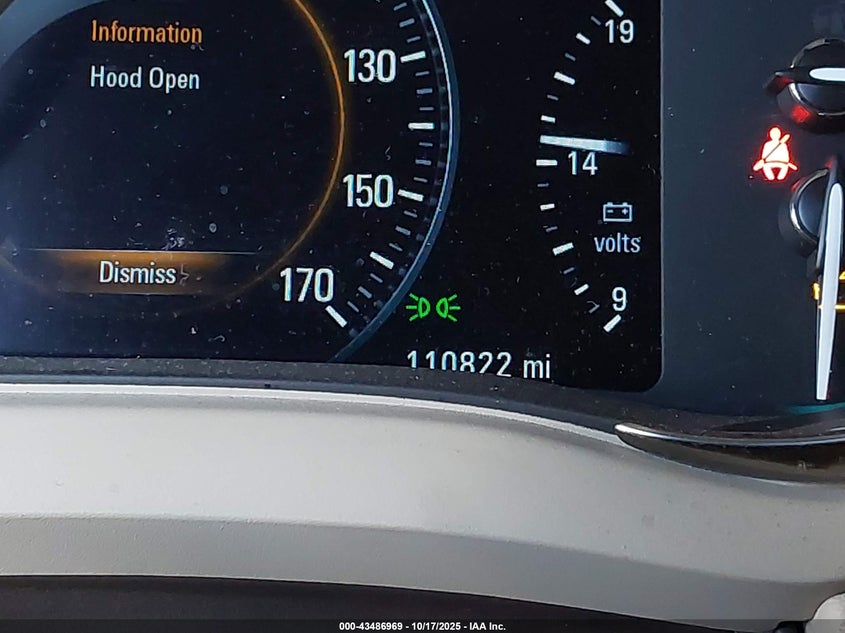 Information
Hood Open
Dismiss
130
150
170
19
14
volts
9
110822 mi
000-43486969 - 10/17/2025 - IAA Inc.